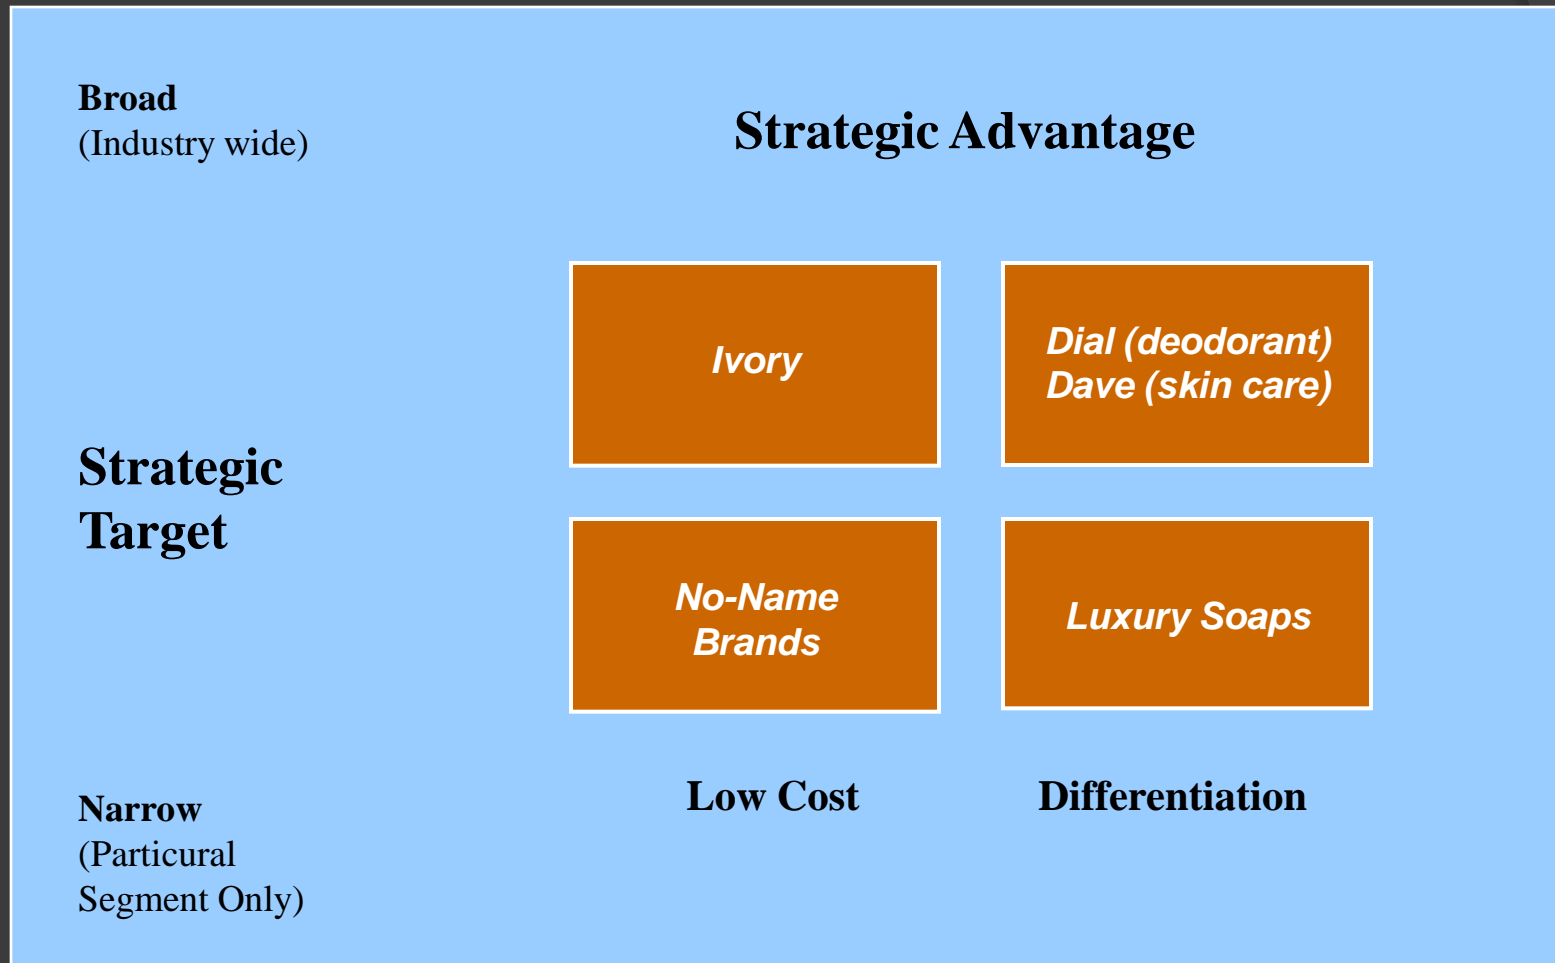 Broad
(Industry wide)
Strategic Advantage
Ivory
Dial (deodorant)
Dave (skin care)
Strategic
Target
No-Name
Brands
Luxury Soaps
Low Cost
Differentiation
Narrow
(Particural
Segment Only)